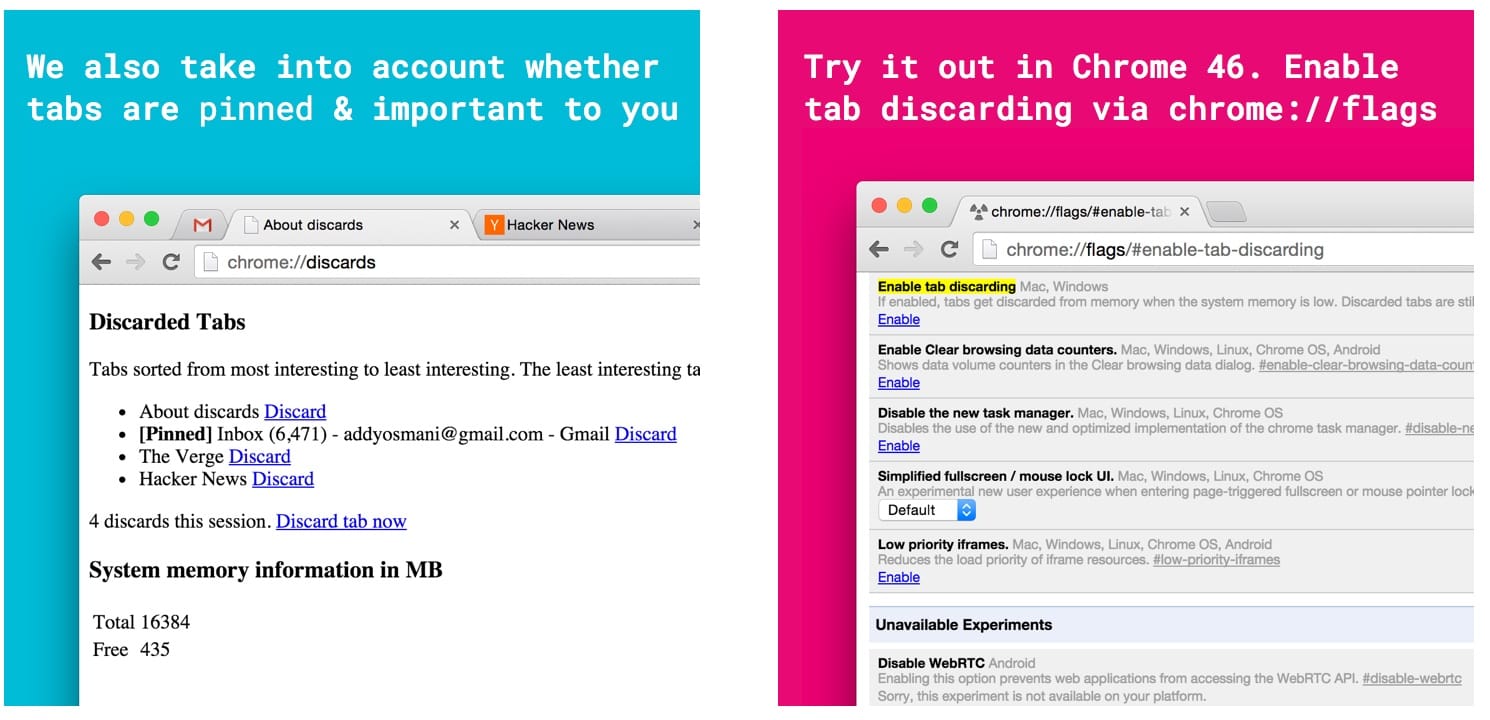 We also take into account whether
tabs are pinned & important to you
About discards
Y Hacker News
chrome://discards
Discarded Tabs
Tabs sorted from most interesting to least interesting. The least interesting ta
About discards Discard
[Pinned] Inbox (6,471) - addyosmani@gmail.com - Gmail Discard
The Verge Discard
Hacker News Discard
4 discards this session. Discard tab now
System memory information in MB
Total 16384
Free 435
Try it out in Chrome 46. Enable
tab discarding via chrome://flags
chrome://flags/#enable-tab
chrome://flags/#enable-tab-discarding
Enable tab discarding Mac, Windows
If enabled, tabs get discarded from memory when the system memory is low. Discarded tabs are stil
Enable
Enable Clear browsing data counters. Mac, Windows, Linux, Chrome OS, Android
Shows data volume counters in the Clear browsing data dialog. #enable-clear-browsing-data-coun
Enable
Disable the new task manager. Mac, Windows, Linux, Chrome OS
Disables the use of the new and optimized implementation of the chrome task manager. #disable-ne
Enable
Simplified fullscreen / mouse lock UI. Mac, Windows, Linux, Chrome OS
An experimental new user experience when entering page-triggered fullscreen or mouse pointer lock
Default
Low priority iframes. Mac, Windows, Linux, Chrome OS, Android
Reduces the load priority of iframe resources. #low-priority-iframes
Enable
Unavailable Experiments
Disable WebRTC Android
Enabling this option prevents web applications from accessing the WebRTC API. #disable-webrtc
Sorry, this experiment is not available on your platform.